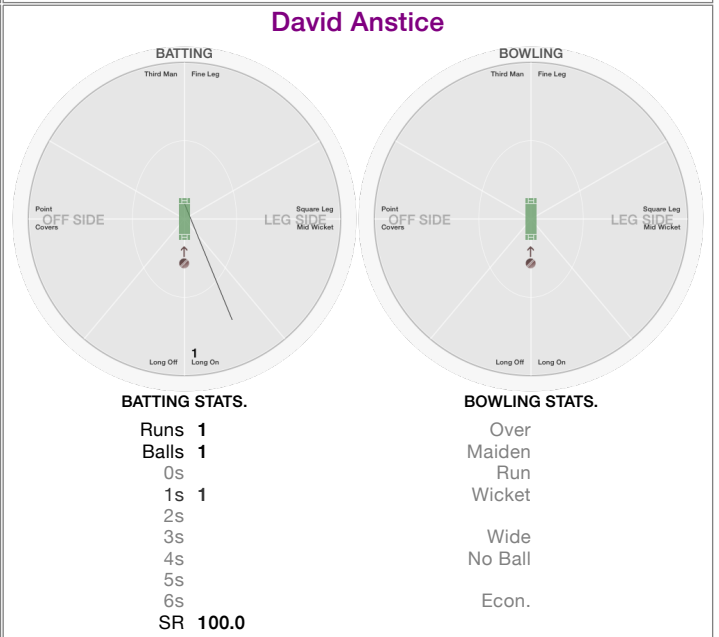 David Anstice
BATTING
BOWLING
Third Man Fine Leg
Third Man Fine Leg
Point
OFF SIDE
Covers
Square Leg
LEG SIDE
Mid Wicket
Point
OFF SIDE
Covers
Square Leg
LEG SIDE
Mid Wicket
1
Long Off Long On
Long Off Long On
BATTING STATS.
BOWLING STATS.
Runs 1
Balls 1
0s
1s 1
2s
3s
4s
5s
6s
SR 100.0
Over
Maiden
Run
Wicket
Wide
No Ball
Econ.